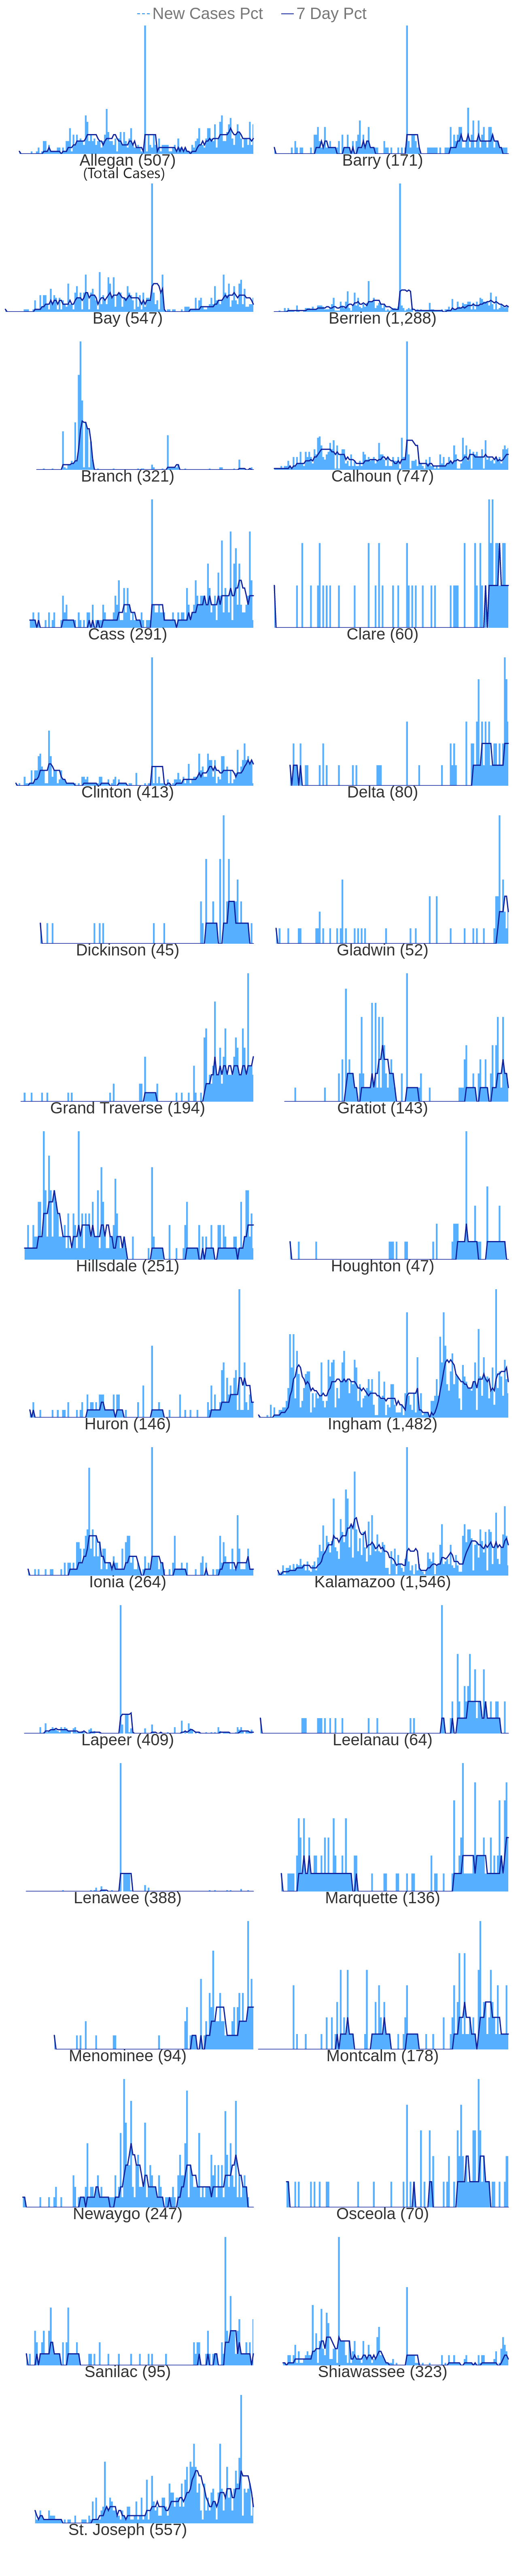 New Cases Pct 7 Day Pct
Allegan (507) Barry (171)
(Total Cases)
Bay (547) Berrien (1,288)
Branch (321) Calhoun (747)
Cass (291) Clare (60)
Clinton (413) Delta (80)
Dickinson (45) Gladwin (52)
Grand Traverse (194) Gratiot (143)
Hillsdale (251) Houghton (47)
Huron (146) Ingham (1,482)
Ionia (264) Kalamazoo (1,546)
Lapeer (409) Leelanau (64)
Lenawee (388) Marquette (136)
Menominee (94) Montcalm (178)
Newaygo (247) Osceola (70)
Sanilac (95) Shiawassee (323)
St. Joseph (557)